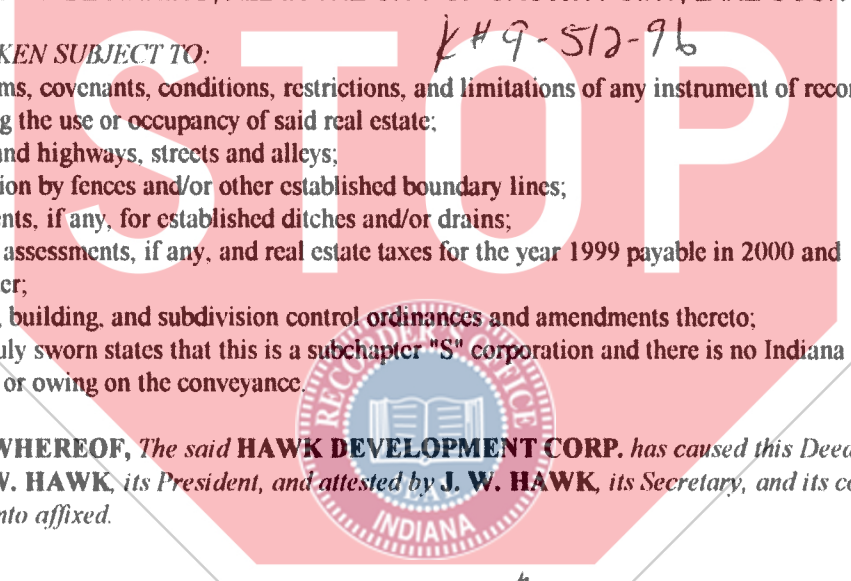 KEN SUBJECT TO:
K# 9-512-96
ms, covenants, conditions, restrictions, and limitations of any instrument of recor
g the use or occupancy of said real estate;
and highways, streets and alleys;
ion by fences and/or other established boundary lines;
nts, if any, for established ditches and/or drains;
assessments, if any, and real estate taxes for the year 1999 payable in 2000 and
er;
, building, and subdivision control ordinances and amendments thereto;
uly sworn states that this is a subchapter "S" corporation and there is no Indiana
or owing on the conveyance.
WHEREOF, The said HAWK DEVELOPMENT CORP. has caused this Deed
W. HAWK, its President, and attested by J. W. HAWK, its Secretary, and its co
nto affixed.
STOP
RECORDER'S OFFICE
SEAL
INDIANA